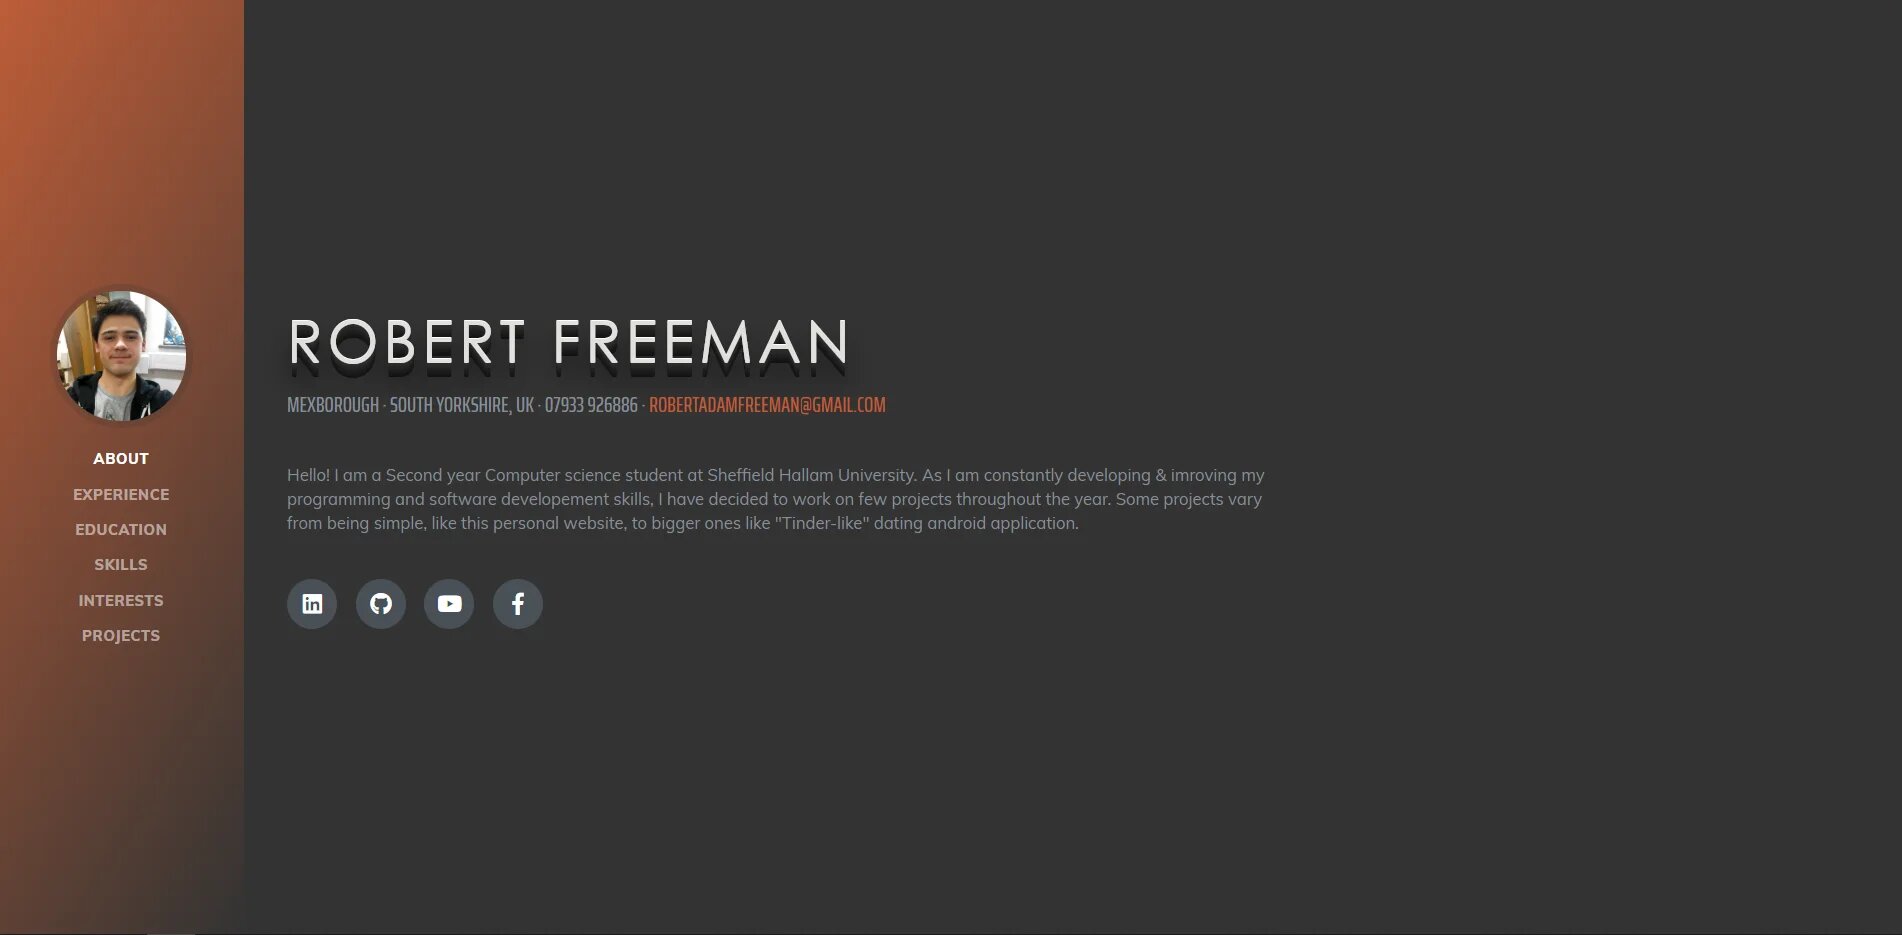 ABOUT
EXPERIENCE
EDUCATION
SKILLS
INTERESTS
PROJECTS
ROBERT FREEMAN
MEXBOROUGH · SOUTH YORKSHIRE, UK · 07933 926886 · ROBERTADAMFREEMAN@GMAIL.COM
Hello! I am a Second year Computer science student at Sheffield Hallam University. As I am constantly developing & imroving my
programming and software developement skills, I have decided to work on few projects throughout the year. Some projects vary
from being simple, like this personal website, to bigger ones like "Tinder-like" dating android application.